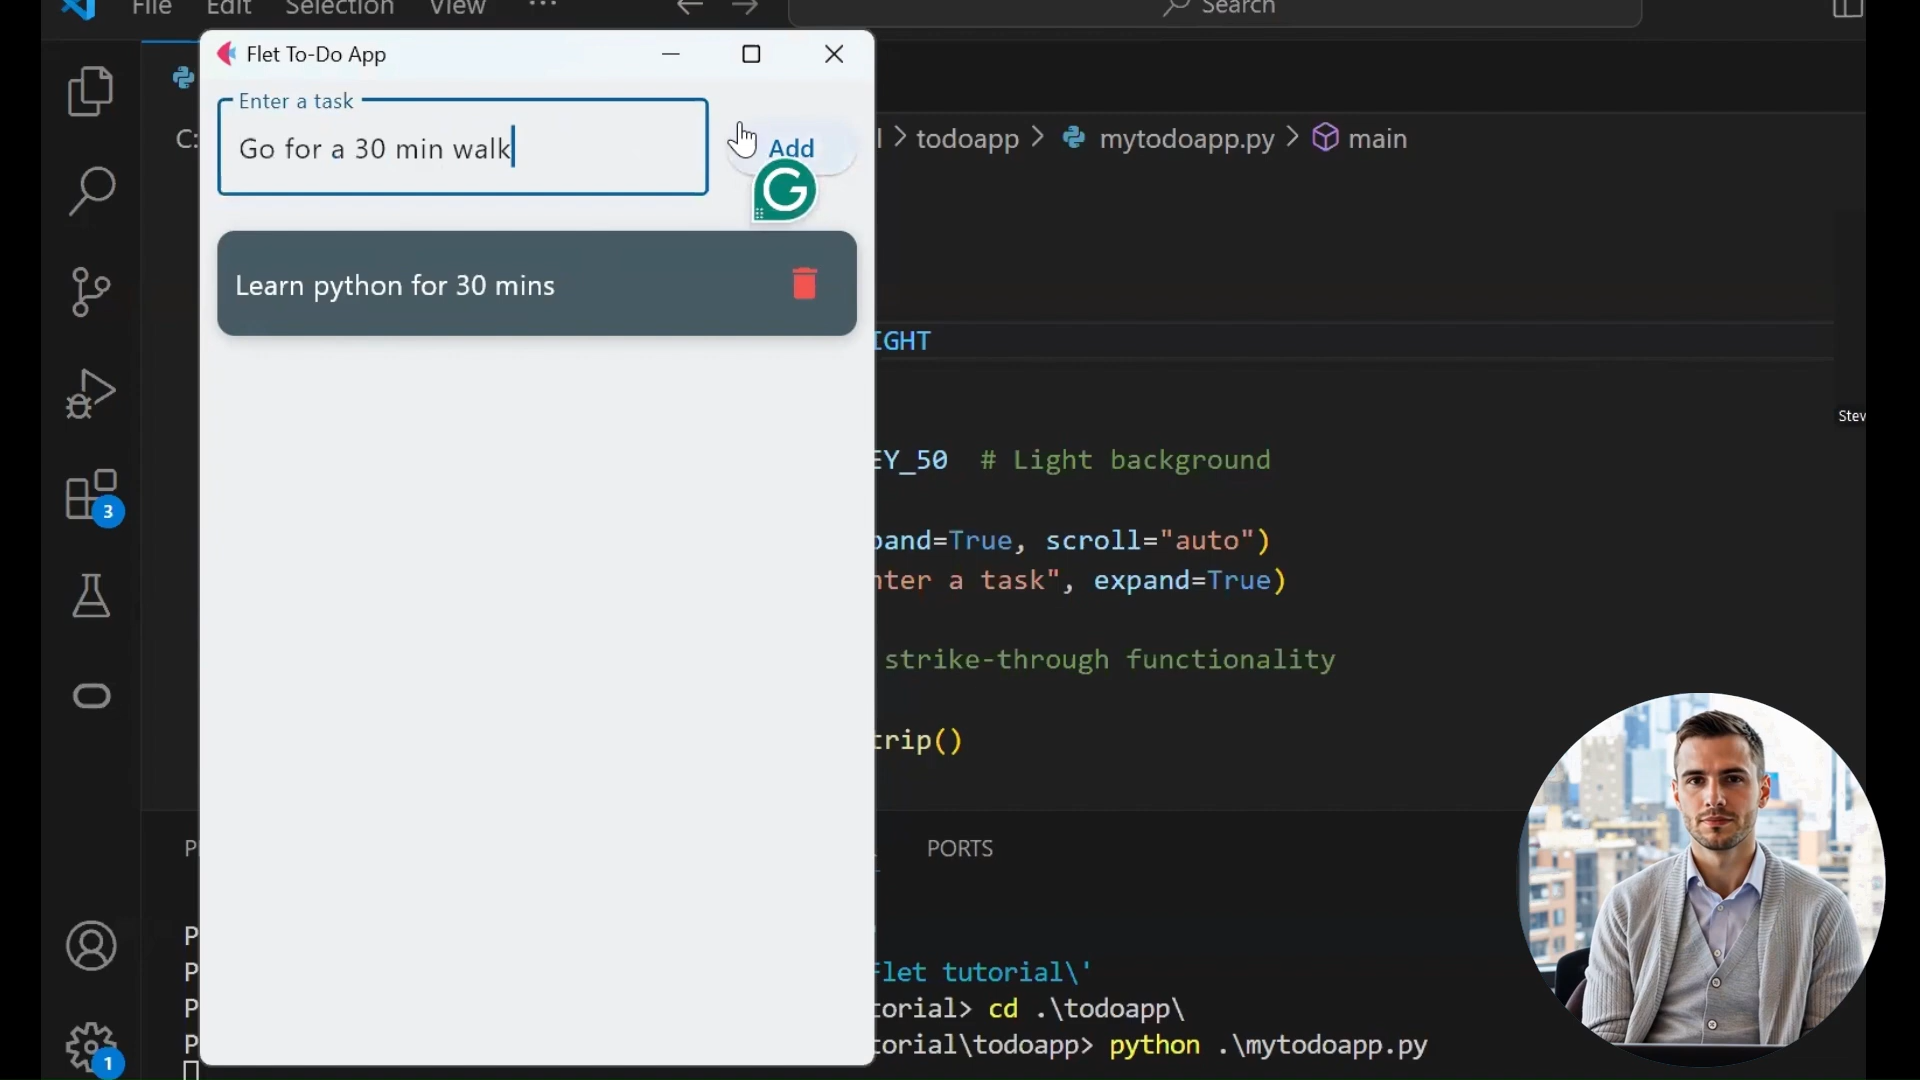 File Edit Selection View ... Search
Flet To-Do App
Enter a task
Go for a 30 min walk
Add
G
C: > todoapp > mytodoapp.py > main
Learn python for 30 mins
IGHT
Stev
EY_50 # Light background
pand=True, scroll="auto")
nter a task", expand=True)
3
strike-through functionality
trip()
P PORTS
P
P Flet tutorial\'
P torial> cd .\todoapp\
P torial\todoapp> python .\mytodoapp.py
1